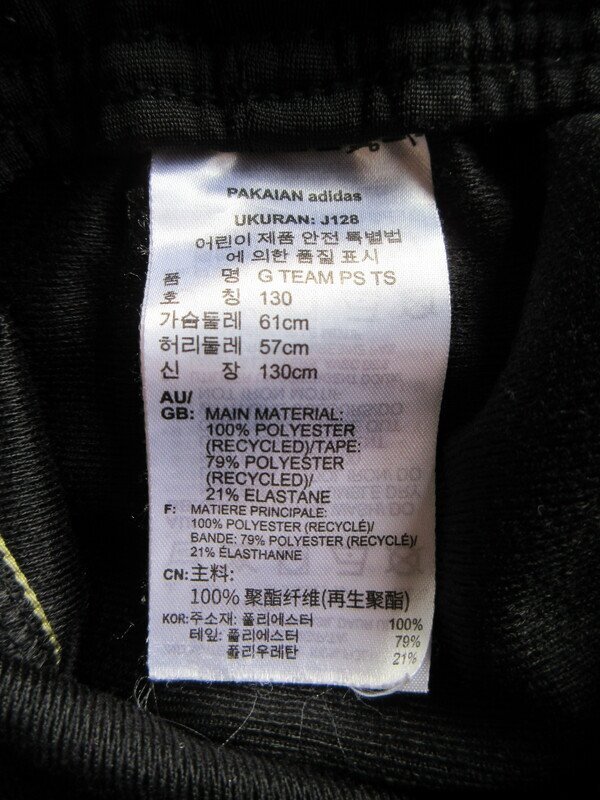 PAKAIAN adidas
UKURAN: J128
어린이 제품 안전 특별법
에 의한 품질 표시
품 명 G TEAM PS TS
호 칭 130
가슴둘레 61cm
허리둘레 57cm
신 장 130cm
AU/
GB: MAIN MATERIAL:
100% POLYESTER
(RECYCLED)/TAPE:
79% POLYESTER
(RECYCLED)/
21% ELASTANE
F: MATIERE PRINCIPALE:
100% POLYESTER (RECYCLÉ)/
BANDE: 79% POLYESTER (RECYCLÉ)/
21% ÉLASTHANNE
CN: 主料:
100% 聚酯纤维(再生聚酯)
KOR: 주소재: 폴리에스터 100%
테잎: 폴리에스터 79%
폴리우레탄 21%